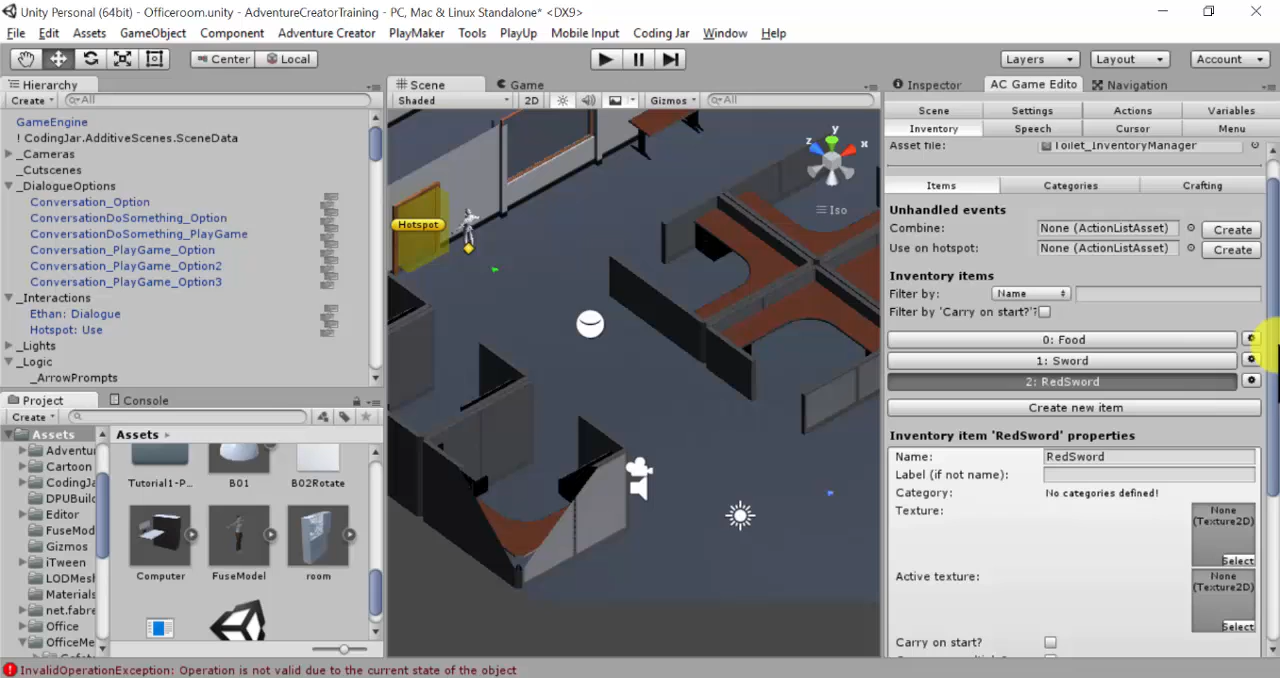 Unity Personal (64bit) - Officeroom.unity - AdventureCreatorTraining - PC, Mac & Linux Standalone* <DX9>
File Edit Assets GameObject Component Adventure Creator PlayMaker Tools PlayUp Mobile Input Coding Jar Window Help
Center Local Layers Layout Account
Hierarchy
Create All
GameEngine
! CodingJar.AdditiveScenes.SceneData
_Cameras
_Cutscenes
_DialogueOptions
Conversation_Option
ConversationDoSomething_Option
ConversationDoSomething_PlayGame
Conversation_PlayGame_Option
Conversation_PlayGame_Option2
Conversation_PlayGame_Option3
_Interactions
Ethan: Dialogue
Hotspot: Use
_Lights
_Logic
_ArrowPrompts
Project Console
Create
Assets
Adventu
Cartoon
CodingJ
DPUBuil
Editor
FuseMod
Gizmos
iTween
LODMesh
Materials
net.fabre
Office
OfficeMe
Assets
Tutorial1-P... B01 B02Rotate
Computer FuseModel room
Scene Game
Shaded 2D Gizmos All
Hotspot
y
z x
Iso
Inspector AC Game Edito Navigation
Scene Settings Actions Variables
Inventory Speech Cursor Menu
Asset file: Toilet_InventoryManager
Items Categories Crafting
Unhandled events
Combine: None (ActionListAsset) Create
Use on hotspot: None (ActionListAsset) Create
Inventory items
Filter by: Name
Filter by 'Carry on start?'?
0: Food
1: Sword
2: RedSword
Create new item
Inventory item 'RedSword' properties
Name: RedSword
Label (if not name):
Category: No categories defined!
Texture: None (Texture2D) Select
Active texture: None (Texture2D) Select
Carry on start?
InvalidOperationException: Operation is not valid due to the current state of the object